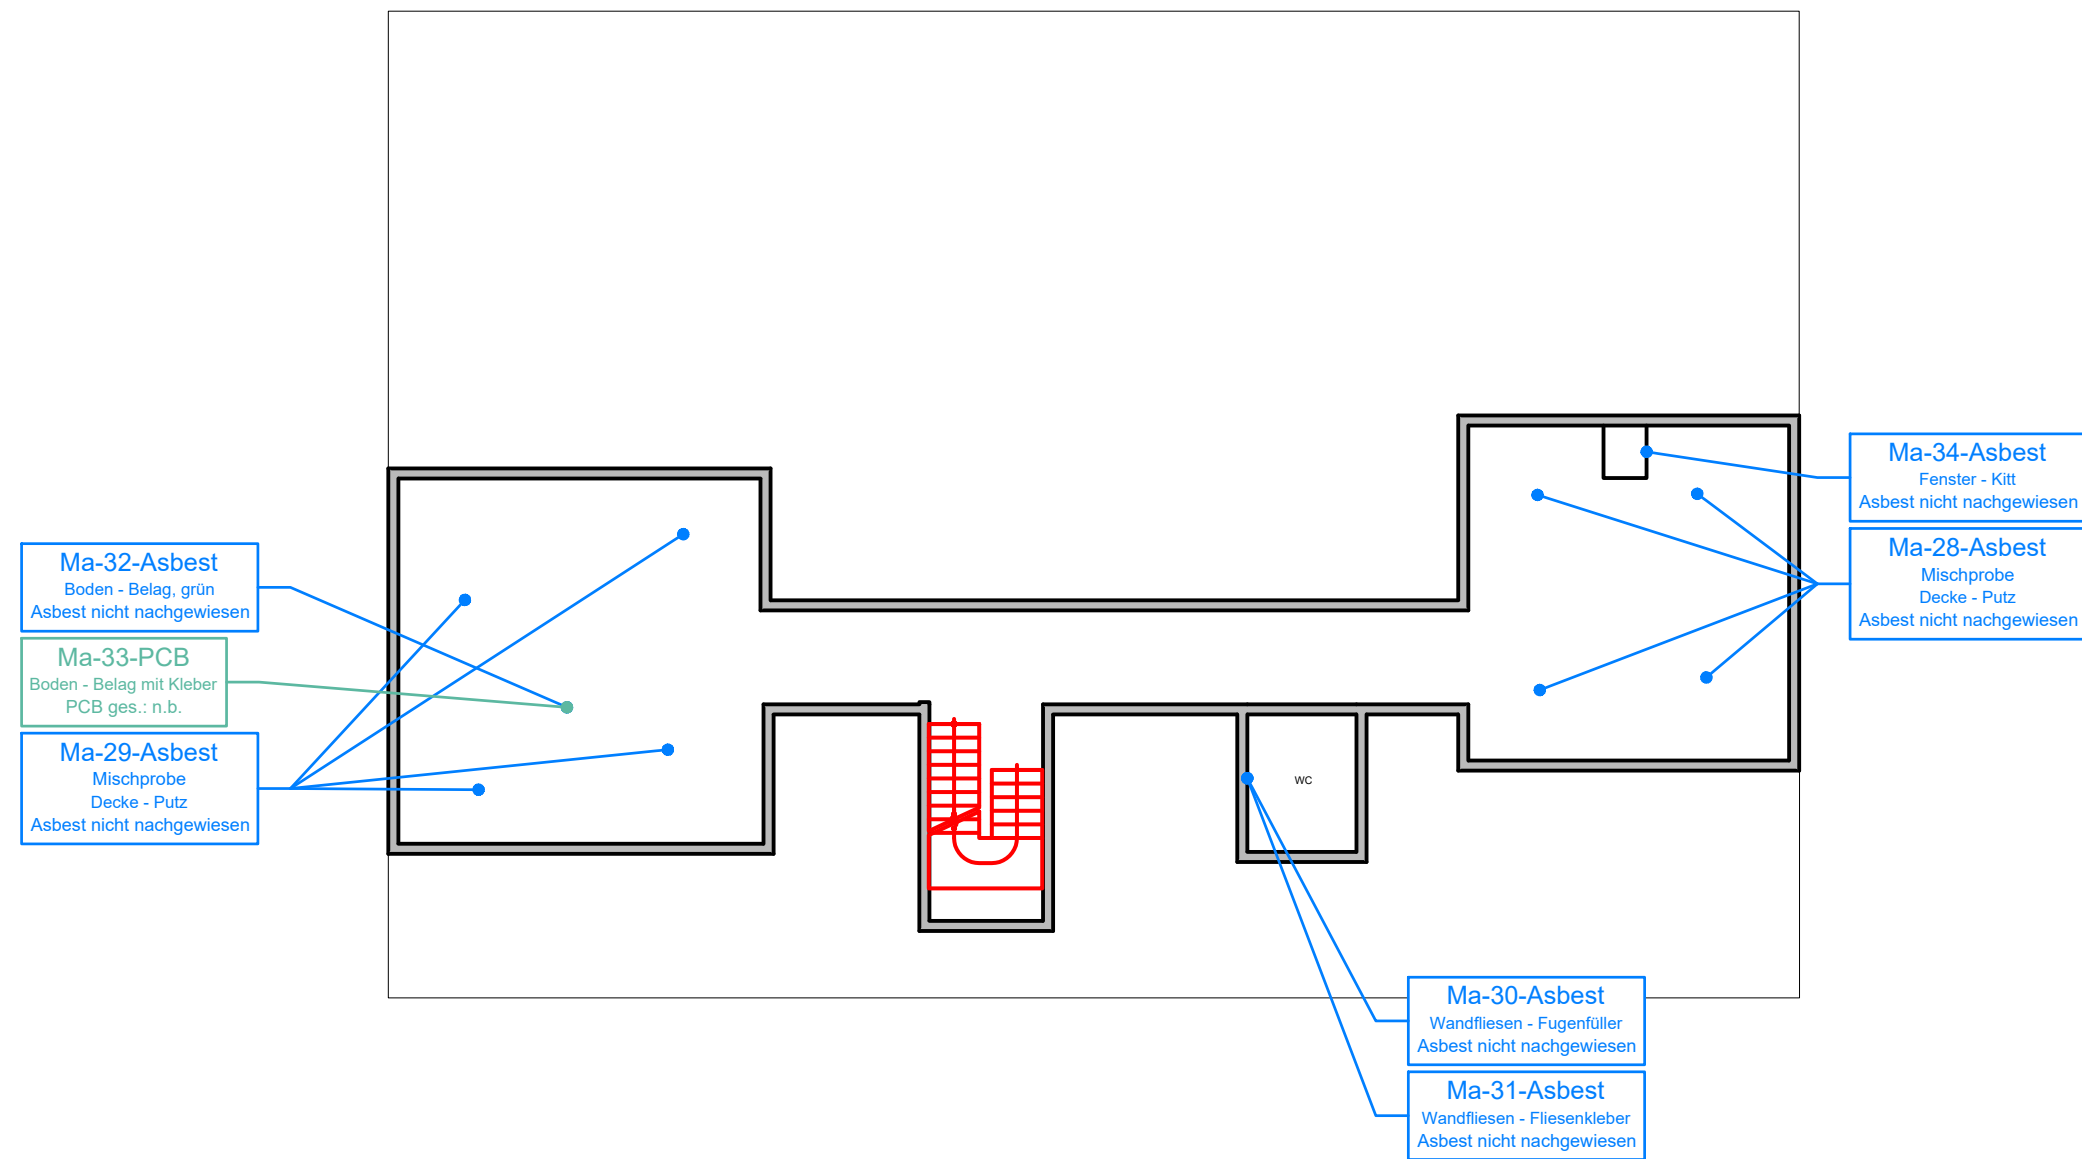 Ma-32-Asbest
Boden - Belag, grün
Asbest nicht nachgewiesen
Ma-33-PCB
Boden - Belag mit Kleber
PCB ges.: n.b.
Ma-29-Asbest
Mischprobe
Decke - Putz
Asbest nicht nachgewiesen
WC
Ma-34-Asbest
Fenster - Kitt
Asbest nicht nachgewiesen
Ma-28-Asbest
Mischprobe
Decke - Putz
Asbest nicht nachgewiesen
Ma-30-Asbest
Wandfliesen - Fugenfüller
Asbest nicht nachgewiesen
Ma-31-Asbest
Wandfliesen - Fliesenkleber
Asbest nicht nachgewiesen